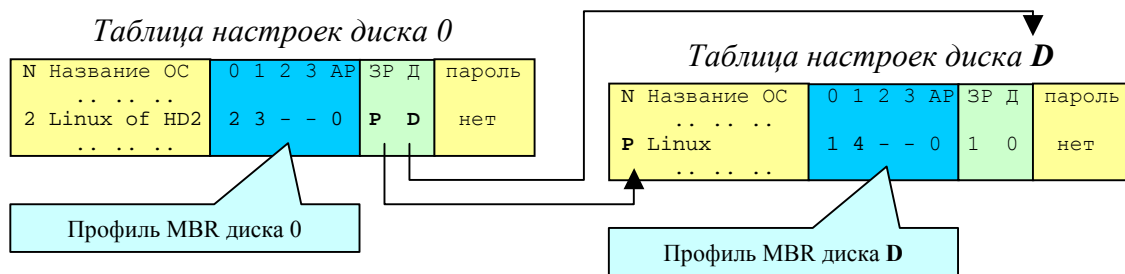 Таблица настроек диска 0
N Название ОС 0 1 2 3 АР ЗР Д пароль
.. .. ..
2 Linux of HD2 2 3 - - 0 P D нет
.. .. ..
Профиль MBR диска 0
Таблица настроек диска D
N Название ОС 0 1 2 3 АР ЗР Д пароль
.. .. ..
P Linux 1 4 - - 0 1 0 нет
.. .. ..
Профиль MBR диска D